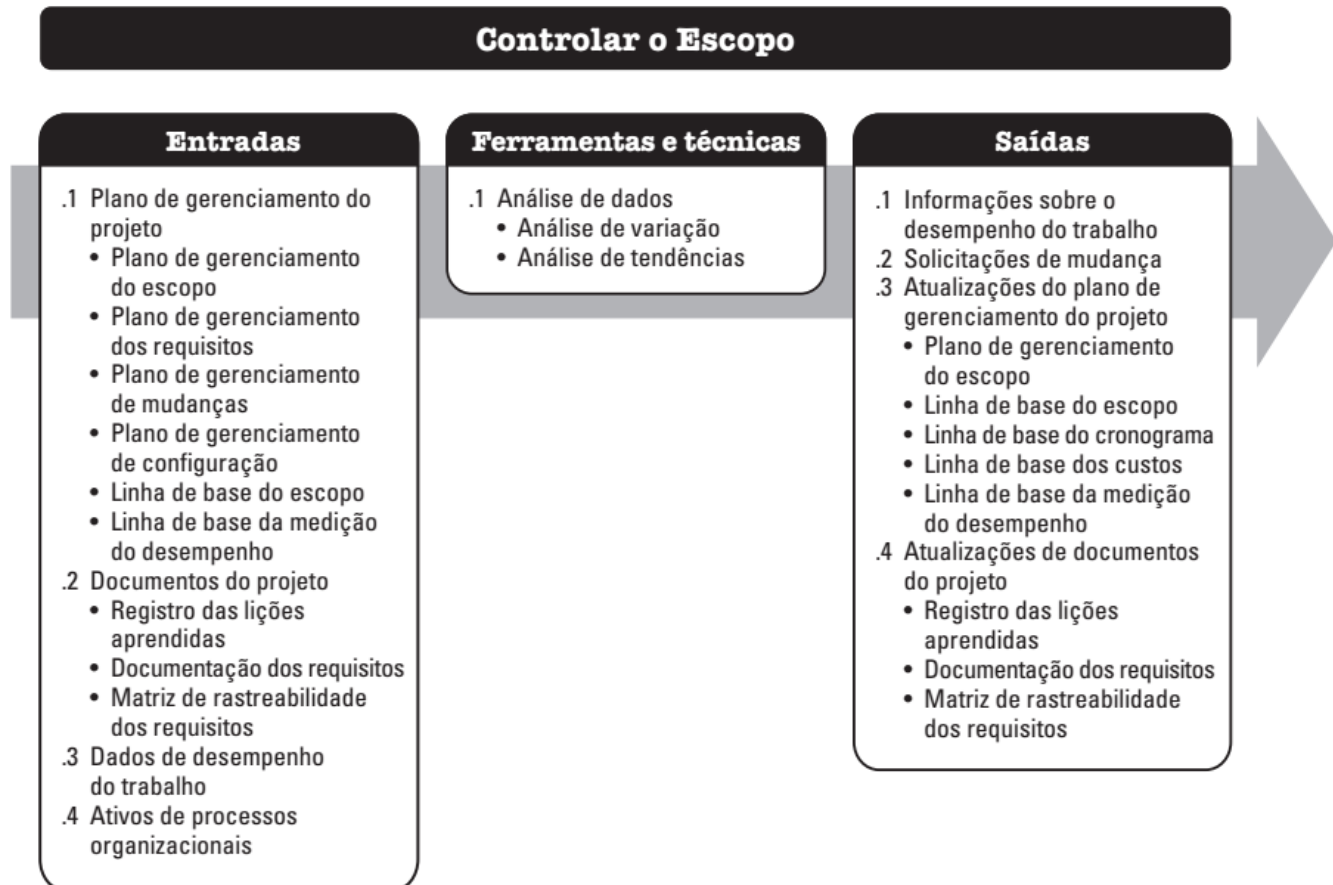 Controlar o Escopo
Entradas
.1 Plano de gerenciamento do
projeto
• Plano de gerenciamento
do escopo
• Plano de gerenciamento
dos requisitos
• Plano de gerenciamento
de mudanças
• Plano de gerenciamento
de configuração
• Linha de base do escopo
• Linha de base da medição
do desempenho
.2 Documentos do projeto
• Registro das lições
aprendidas
• Documentação dos requisitos
• Matriz de rastreabilidade
dos requisitos
.3 Dados de desempenho
do trabalho
.4 Ativos de processos
organizacionais
Ferramentas e técnicas
.1 Análise de dados
• Análise de variação
• Análise de tendências
Saídas
.1 Informações sobre o
desempenho do trabalho
.2 Solicitações de mudança
.3 Atualizações do plano de
gerenciamento do projeto
• Plano de gerenciamento
do escopo
• Linha de base do escopo
• Linha de base do cronograma
• Linha de base dos custos
• Linha de base da medição
do desempenho
.4 Atualizações de documentos
do projeto
• Registro das lições
aprendidas
• Documentação dos requisitos
• Matriz de rastreabilidade
dos requisitos